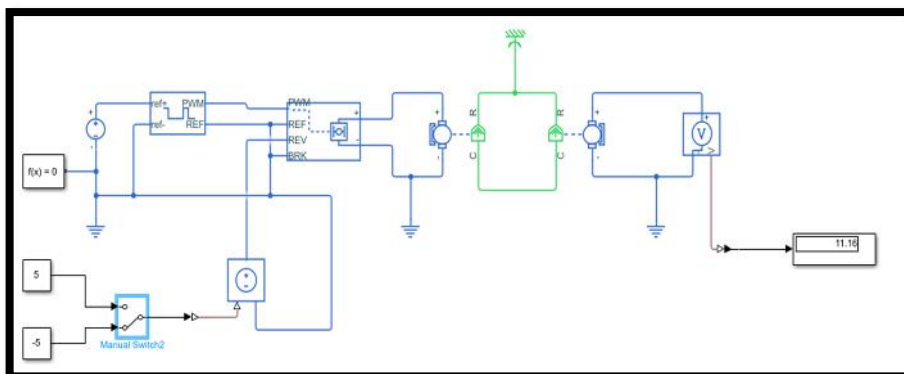 ref+ PWM
ref- REF
PWM
REF
REV
BRK
+
-
+
-
+
-
R
C
R
C
+
-
+
V
V
f(x) = 0
11.16
5
-5
+
-
Manual Switch2